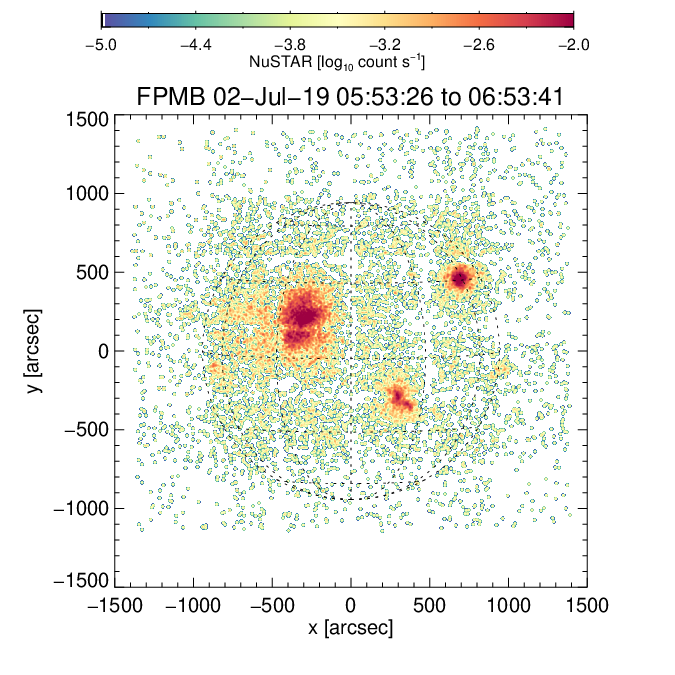 −5.0 −4.4 −3.8 −3.2 −2.6 −2.0
NuSTAR [log₁₀ count s⁻¹]
FPMB 02−Jul−19 05:53:26 to 06:53:41
1500
1000
500
0
−500
−1000
−1500
y [arcsec]
−1500 −1000 −500 0 500 1000 1500
x [arcsec]